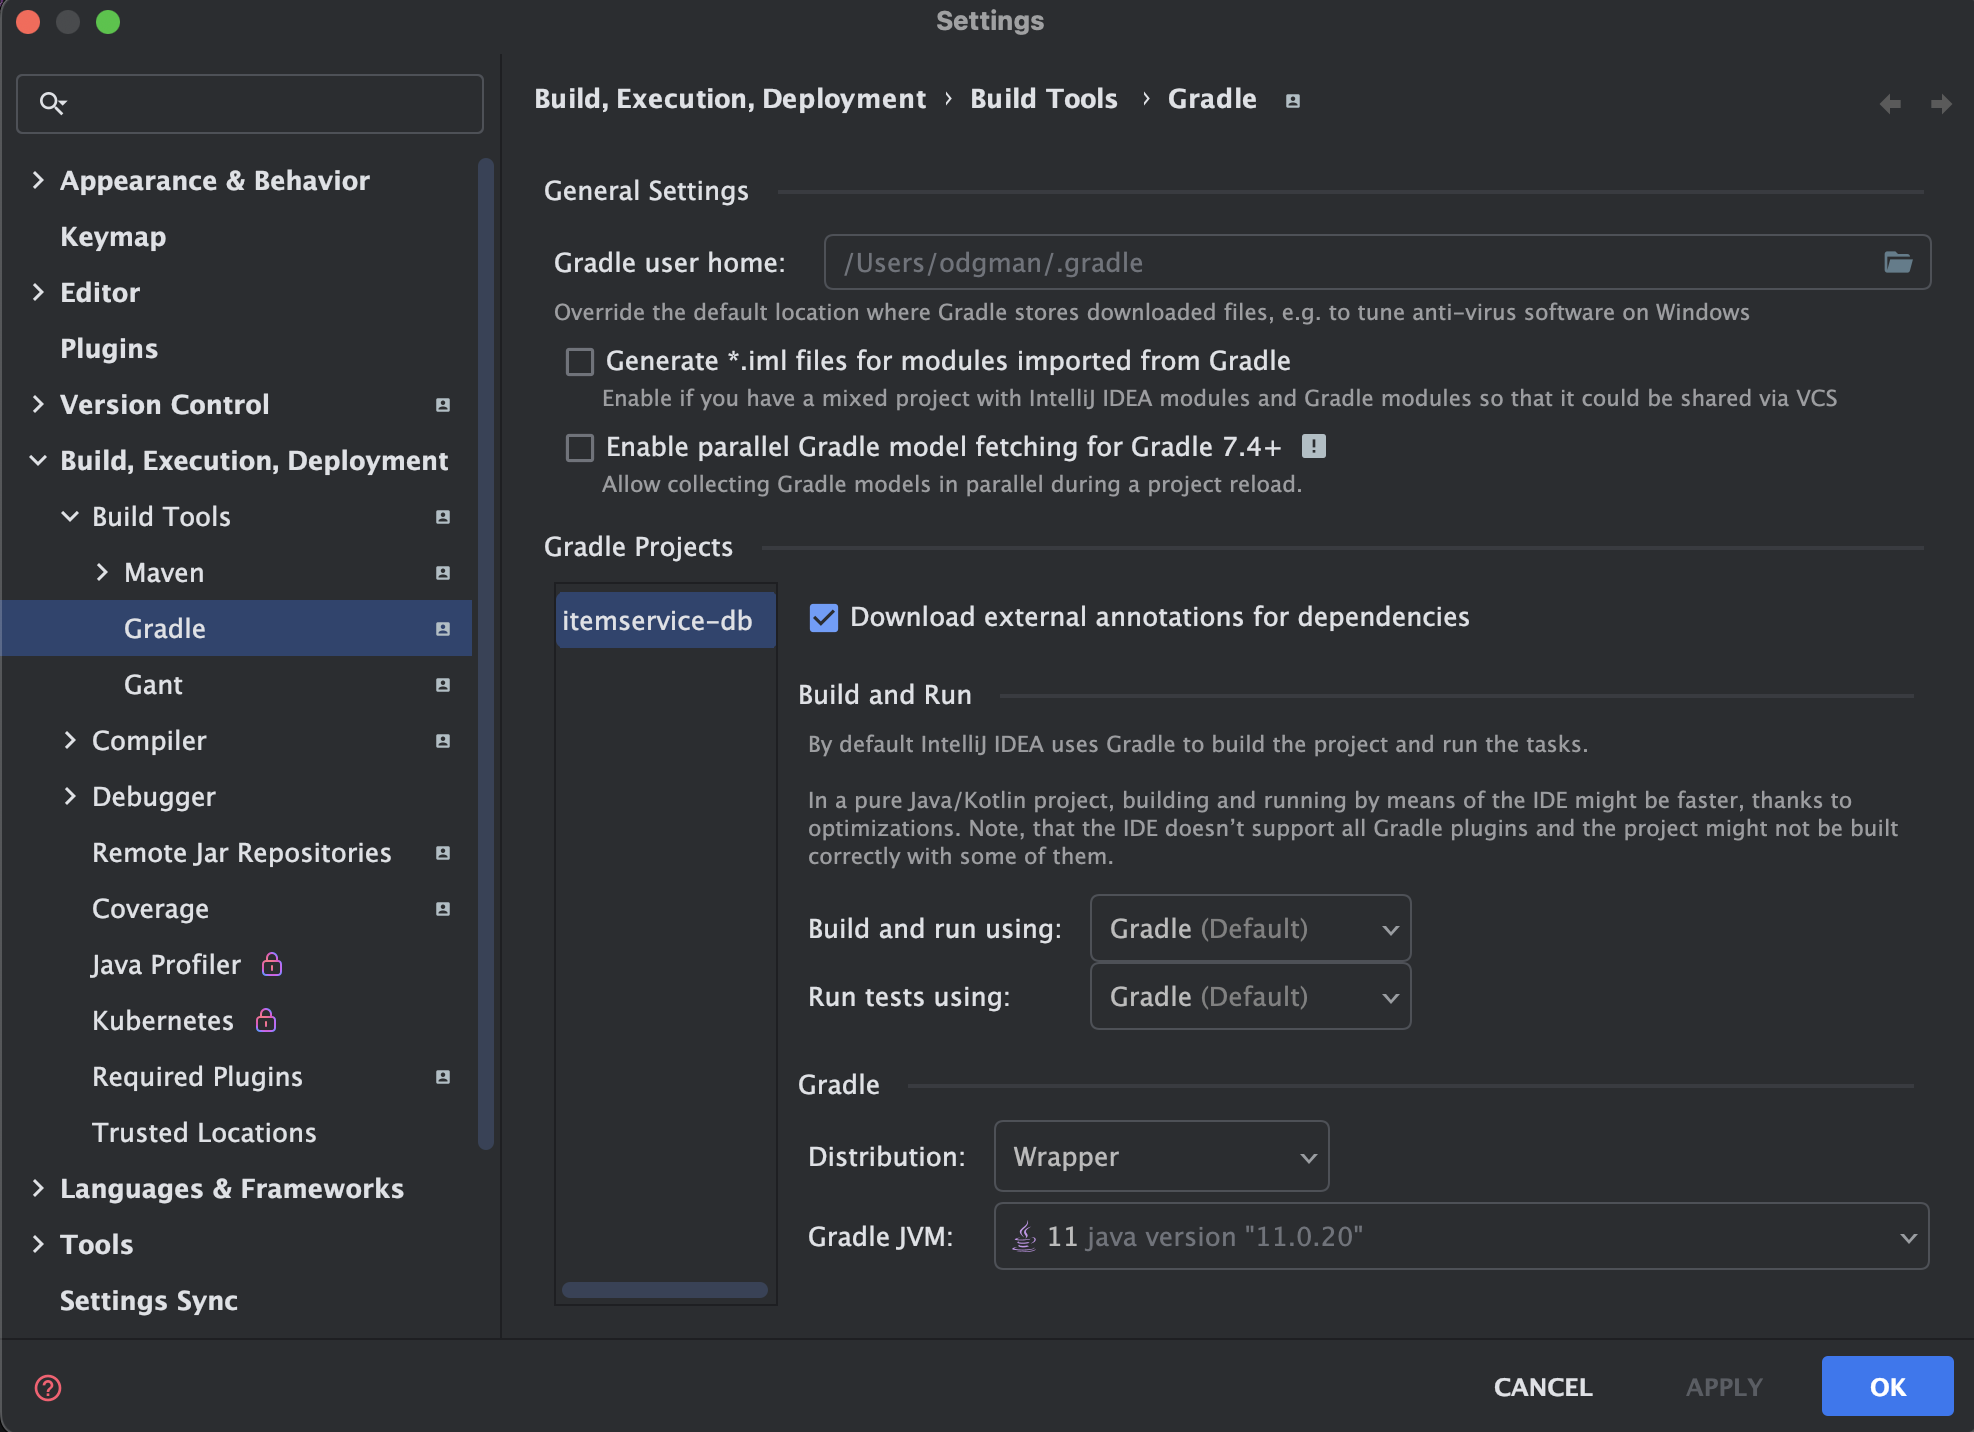 Settings
Build, Execution, Deployment › Build Tools › Gradle
Appearance & Behavior
Keymap
Editor
Plugins
Version Control
Build, Execution, Deployment
Build Tools
Maven
Gradle
Gant
Compiler
Debugger
Remote Jar Repositories
Coverage
Java Profiler
Kubernetes
Required Plugins
Trusted Locations
Languages & Frameworks
Tools
Settings Sync
General Settings
Gradle user home: /Users/odgman/.gradle
Override the default location where Gradle stores downloaded files, e.g. to tune anti-virus software on Windows
Generate *.iml files for modules imported from Gradle
Enable if you have a mixed project with IntelliJ IDEA modules and Gradle modules so that it could be shared via VCS
Enable parallel Gradle model fetching for Gradle 7.4+
Allow collecting Gradle models in parallel during a project reload.
Gradle Projects
itemservice-db
Download external annotations for dependencies
Build and Run
By default IntelliJ IDEA uses Gradle to build the project and run the tasks.
In a pure Java/Kotlin project, building and running by means of the IDE might be faster, thanks to
optimizations. Note, that the IDE doesn't support all Gradle plugins and the project might not be built
correctly with some of them.
Build and run using: Gradle (Default)
Run tests using: Gradle (Default)
Gradle
Distribution: Wrapper
Gradle JVM: 11 java version "11.0.20"
CANCEL APPLY OK